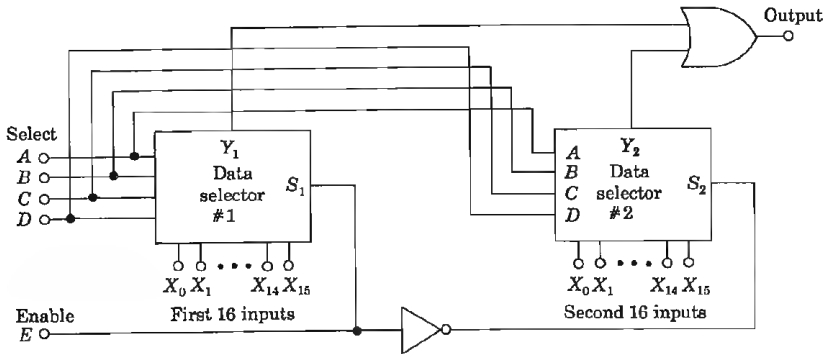 Output
Select
A
B
C
D
Y₁
Data
selector
#1
S₁
A
B
C
D
Y₂
Data
selector
#2
S₂
X₀ X₁ • • • X₁₄ X₁₅
First 16 inputs
X₀ X₁ • • • X₁₄ X₁₅
Second 16 inputs
Enable
E